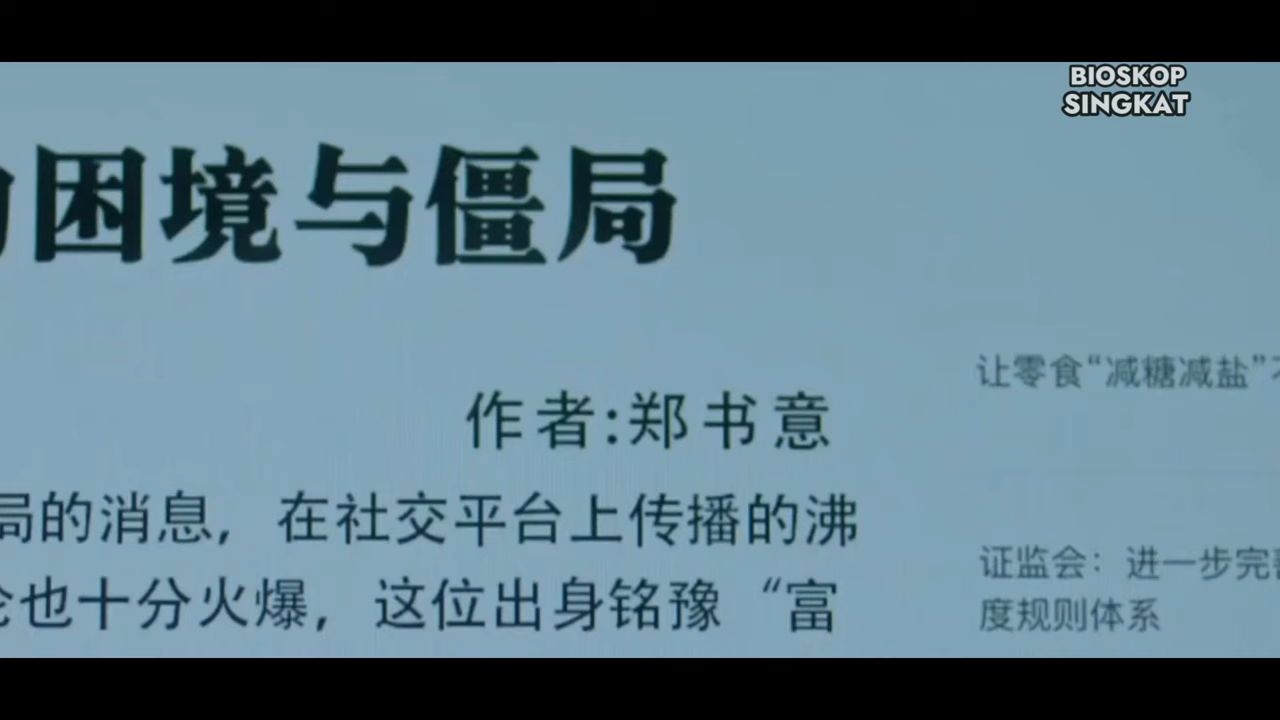 BIOSKOP
SINGKAT
困境与僵局
让零食“减糖减盐”
作者:郑书意
局的消息，在社交平台上传播的沸
也十分火爆，这位出身铭豫“富
证监会：进一步完
度规则体系